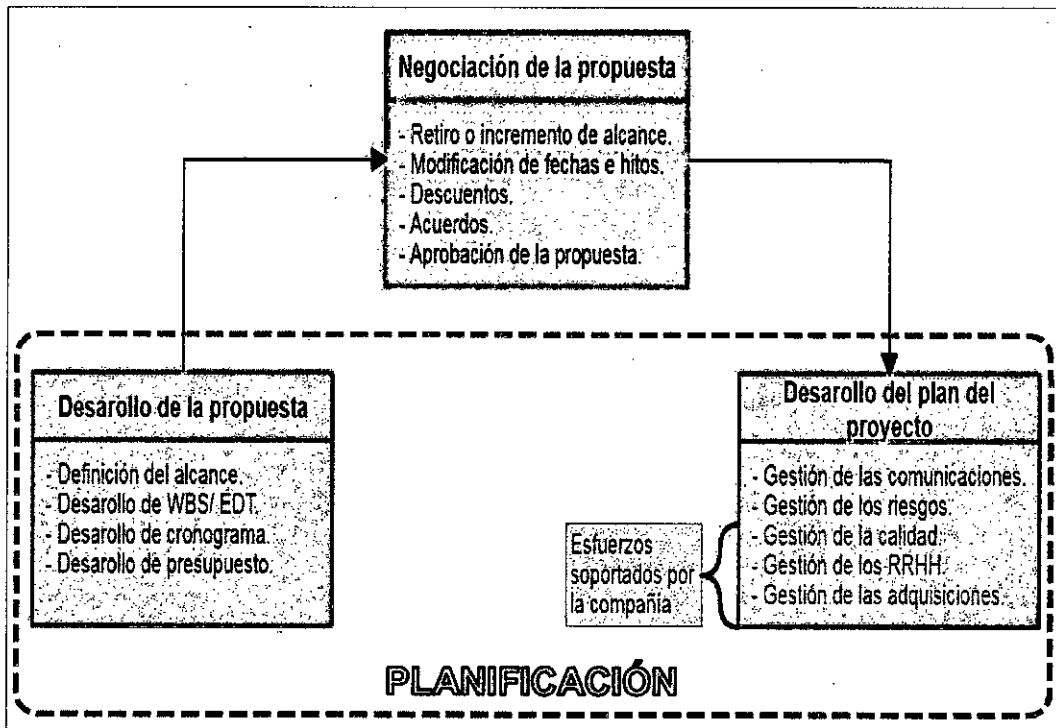 Negociación de la propuesta
- Retiro o incremento de alcance.
- Modificación de fechas e hitos.
- Descuentos.
- Acuerdos.
- Aprobación de la propuesta.
Desarollo de la propuesta
- Definición del alcance.
- Desarollo de WBS/ EDT.
- Desarollo de cronograma.
- Desarollo de presupuesto.
Desarollo del plan del
proyecto
- Gestión de las comunicaciones.
- Gestión de los riesgos.
- Gestión de la calidad.
- Gestión de los RRHH.
- Gestión de las adquisiciones.
Esfuerzos
soportados por
la compañia
PLANIFICACIÓN